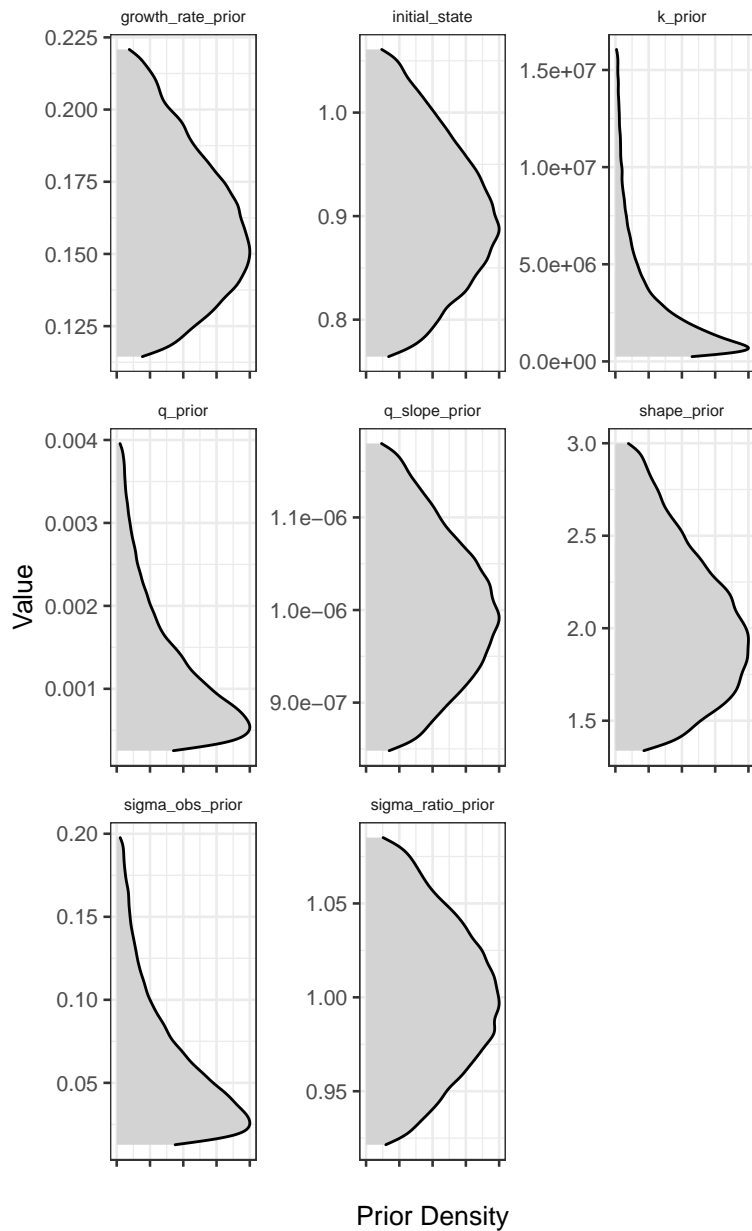 growth_rate_prior
initial_state
k_prior
0.225
0.200
0.175
0.150
0.125
1.0
0.9
0.8
1.5e+07
1.0e+07
5.0e+06
0.0e+00
q_prior
q_slope_prior
shape_prior
0.004
0.003
0.002
0.001
1.1e−06
1.0e−06
9.0e−07
3.0
2.5
2.0
1.5
Value
sigma_obs_prior
sigma_ratio_prior
0.20
0.15
0.10
0.05
1.05
1.00
0.95
Prior Density